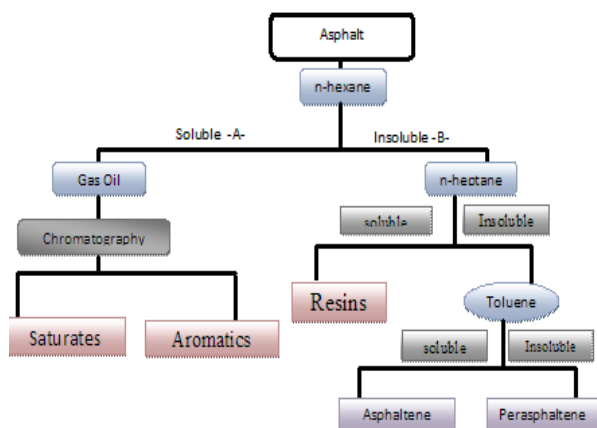 Asphalt
n-hexane
Soluble -A-
Insoluble -B-
Gas Oil
n-heptane
Chromatography
soluble
Insoluble
Saturates
Aromatics
Resins
Toluene
soluble
Insoluble
Asphaltene
Perasphaltene